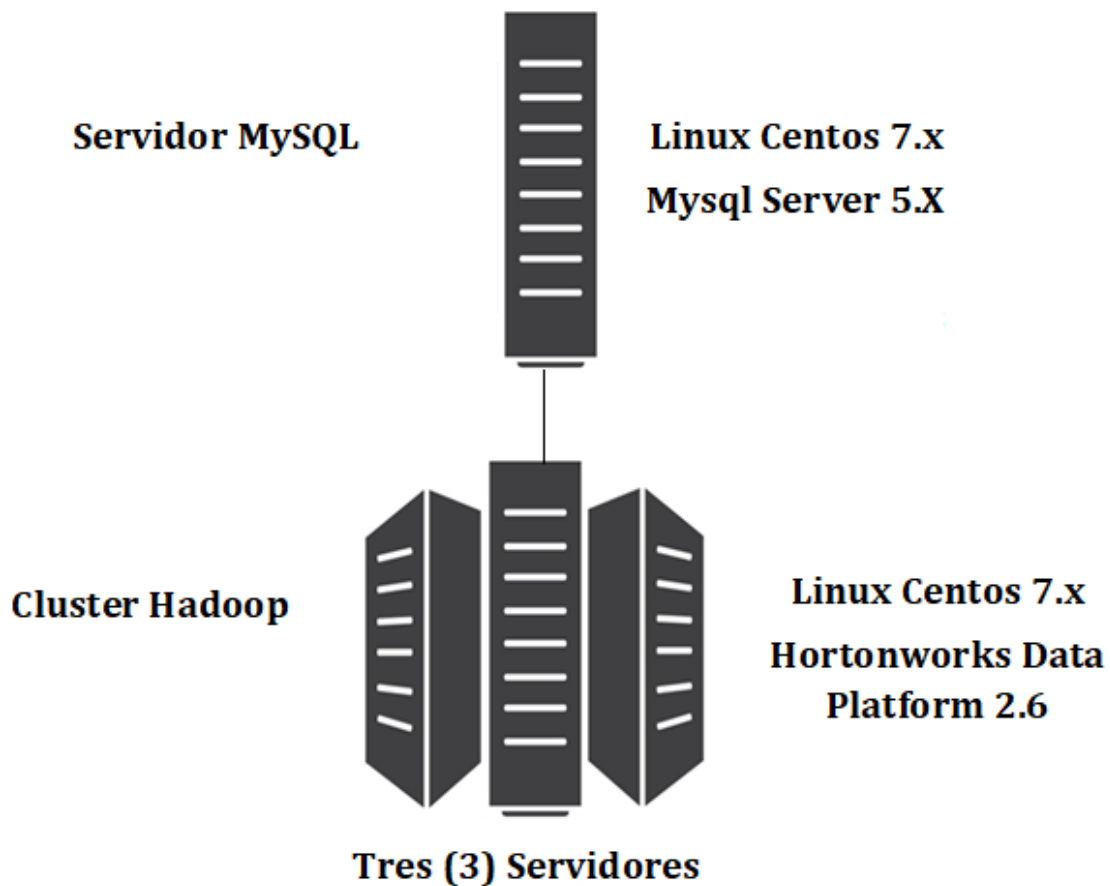 Servidor MySQL
Linux Centos 7.x
Mysql Server 5.X
Cluster Hadoop
Linux Centos 7.x
Hortonworks Data
Platform 2.6
Tres (3) Servidores